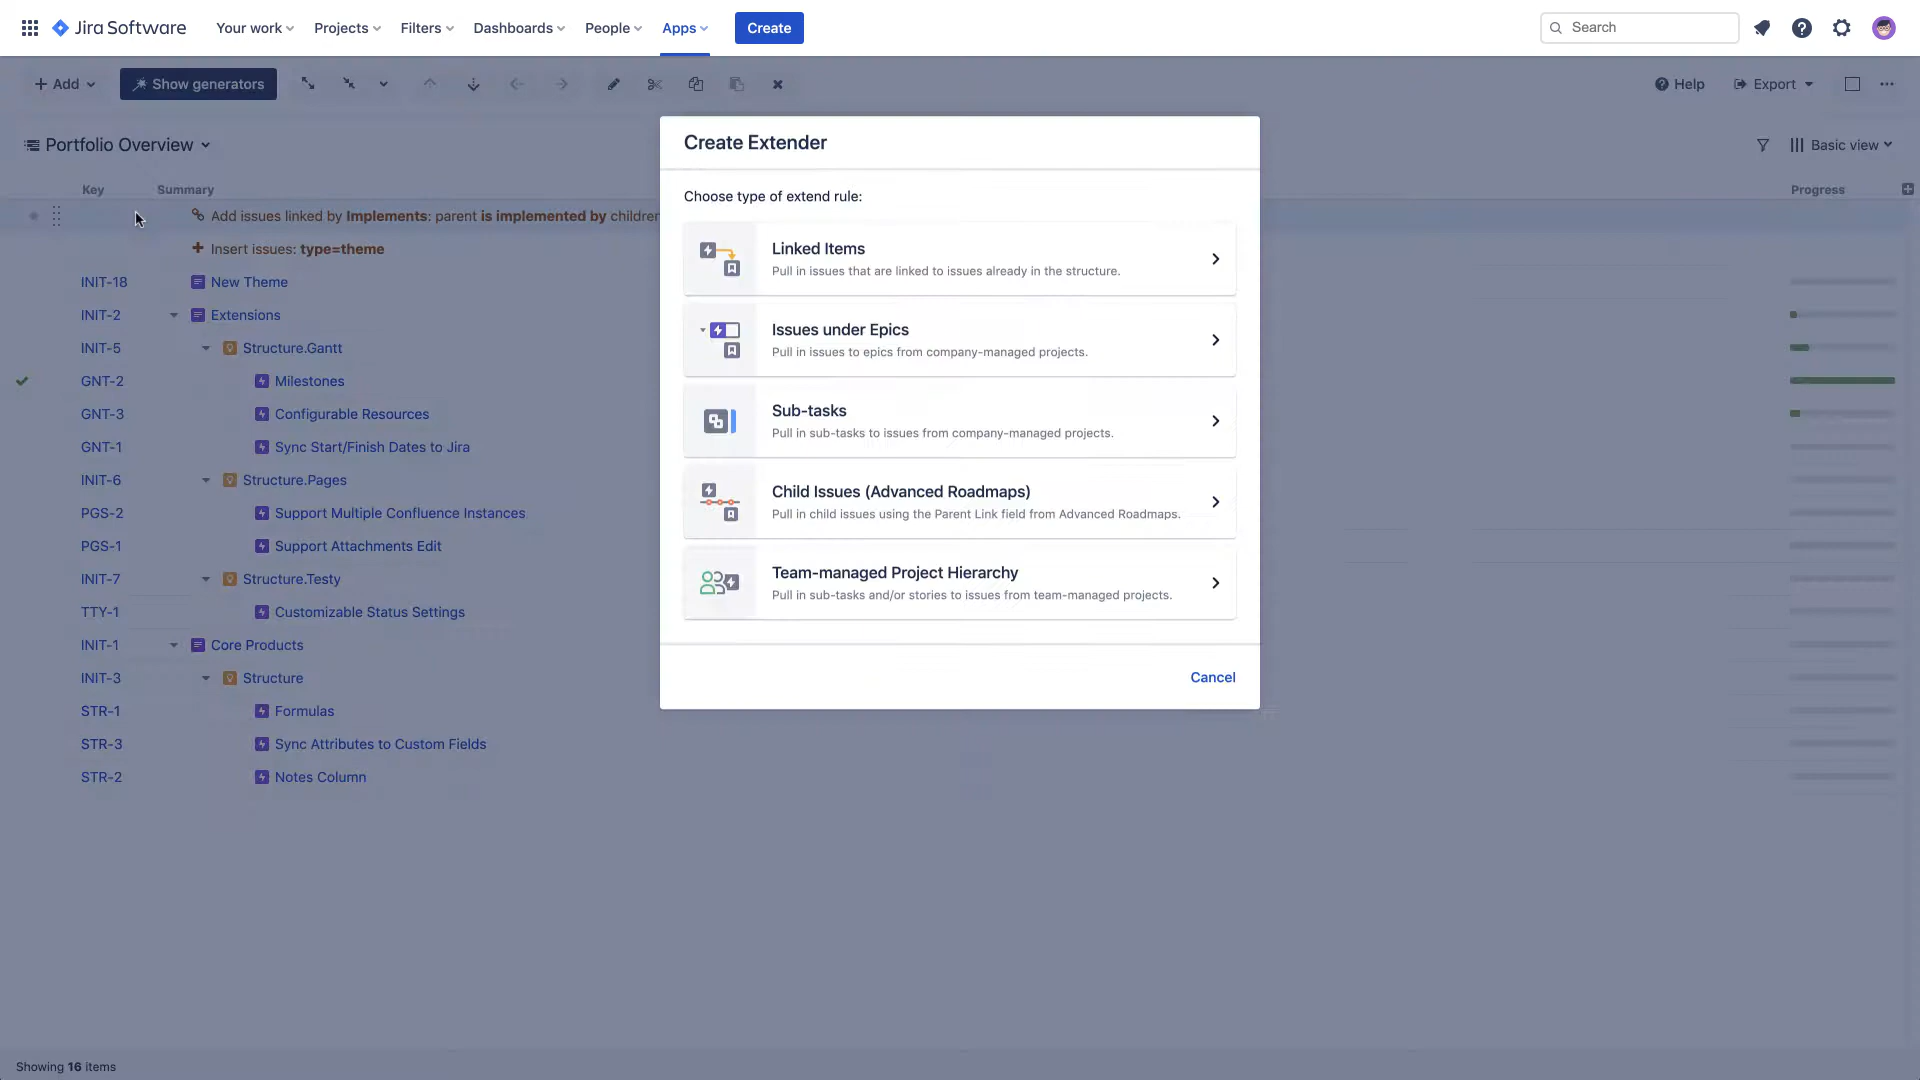 Jira Software Your work Projects Filters Dashboards People Apps Create Search
Add Show generators Help Export
Portfolio Overview Basic view
Key Summary Progress
Add issues linked by Implements: parent is implemented by children
Insert issues: type=theme
INIT-18 New Theme
INIT-2 Extensions
INIT-5 Structure.Gantt
GNT-2 Milestones
GNT-3 Configurable Resources
GNT-1 Sync Start/Finish Dates to Jira
INIT-6 Structure.Pages
PGS-2 Support Multiple Confluence Instances
PGS-1 Support Attachments Edit
INIT-7 Structure.Testy
TTY-1 Customizable Status Settings
INIT-1 Core Products
INIT-3 Structure
STR-1 Formulas
STR-3 Sync Attributes to Custom Fields
STR-2 Notes Column
Create Extender
Choose type of extend rule:
Linked Items
Pull in issues that are linked to issues already in the structure.
Issues under Epics
Pull in issues to epics from company-managed projects.
Sub-tasks
Pull in sub-tasks to issues from company-managed projects.
Child Issues (Advanced Roadmaps)
Pull in child issues using the Parent Link field from Advanced Roadmaps.
Team-managed Project Hierarchy
Pull in sub-tasks and/or stories to issues from team-managed projects.
Cancel
Showing 16 items